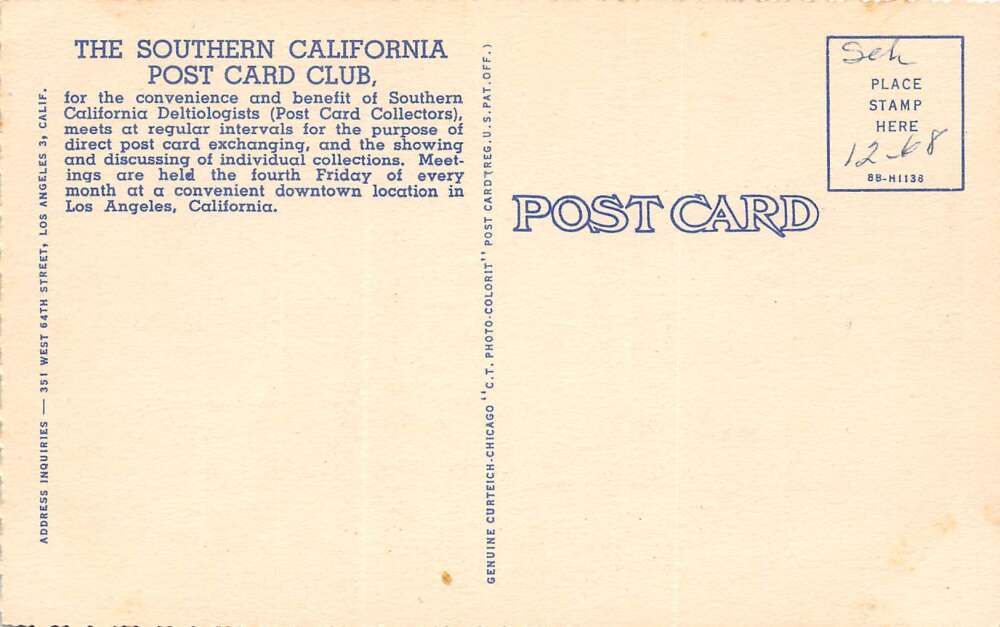 THE SOUTHERN CALIFORNIA
POST CARD CLUB,
for the convenience and benefit of Southern
California Deltiologists (Post Card Collectors),
meets at regular intervals for the purpose of
direct post card exchanging, and the showing
and discussing of individual collections. Meet-
ings are held the fourth Friday of every
month at a convenient downtown location in
Los Angeles, California.
ADDRESS INQUIRIES — 351 WEST 64TH STREET, LOS ANGELES 3, CALIF.
GENUINE CURTEICH-CHICAGO "C.T. PHOTO-COLORIT" POST CARD (REG. U.S. PAT. OFF.)
POST CARD
PLACE
STAMP
HERE
12-68
8B-H1136